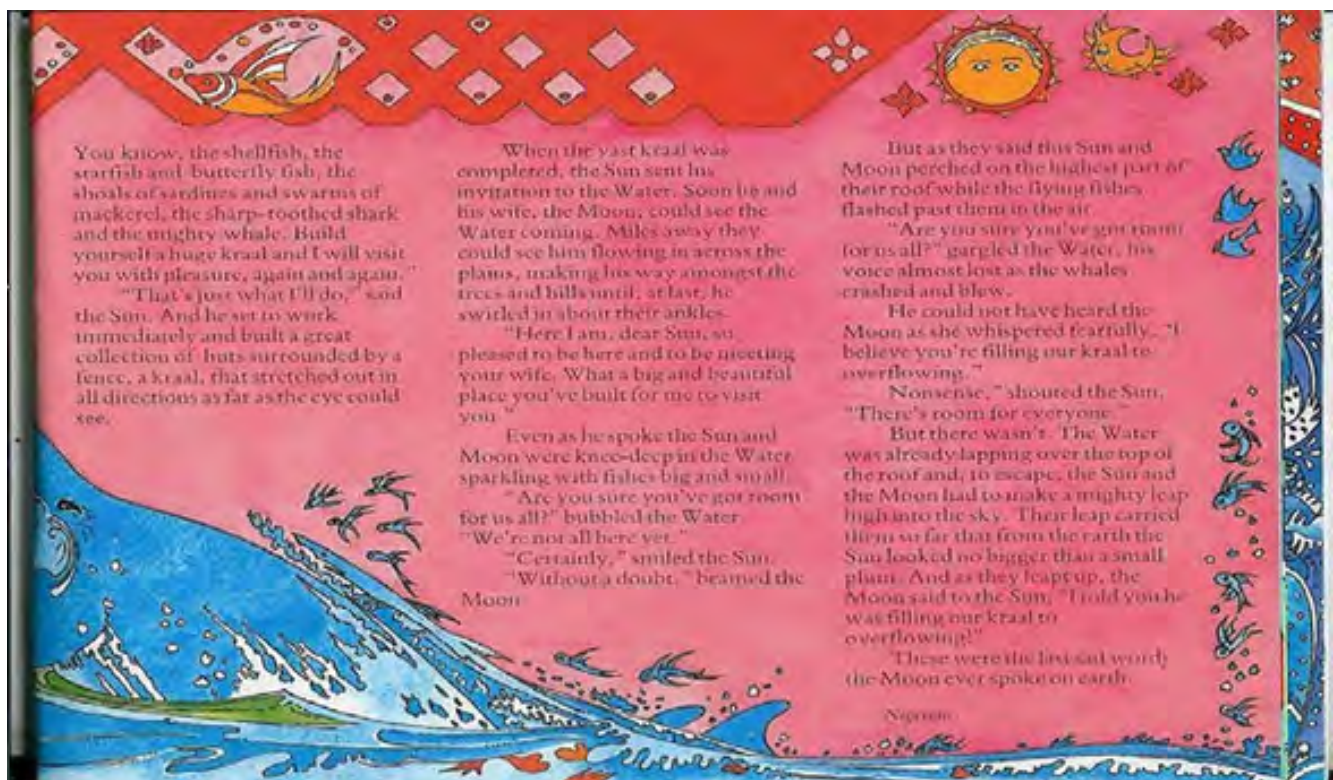 You know, the shellfish, the
starfish and butterfly fish, the
shoals of sardines and swarms of
mackerel, the sharp-toothed shark
and the mighty whale. Build
yourself a huge kraal and I will visit
you with pleasure, again and again."
"That's just what I'll do," said
the Sun. And he set to work
immediately and built a great
collection of huts surrounded by a
fence, a kraal, that stretched out in
all directions as far as the eye could
see.
When the vast kraal was
completed, the Sun sent his
invitation to the Water. Soon he and
his wife, the Moon, could see the
Water coming. Miles away they
could see him flowing in across the
plains, making his way amongst the
trees and hills until, at last, he
swirled in about their ankles.
"Here I am, dear Sun, so
pleased to be here and to be meeting
your wife. What a big and beautiful
place you've built for me to visit
you."
Even as he spoke the Sun and
Moon were knee-deep in the Water
sparkling with fishes big and small.
"Are you sure you've got room
for us all?" bubbled the Water.
"We're not all here yet."
"Certainly," smiled the Sun.
"Without a doubt," beamed the
Moon.
But as they said this Sun and
Moon perched on the highest part of
their roof while the flying fishes
flashed past them in the air.
"Are you sure you've got room
for us all?" gargled the Water, his
voice almost lost as the whales
crashed and blew.
He could not have heard the
Moon as she whispered fearfully, "I
believe you're filling our kraal to
overflowing."
Nonsense," shouted the Sun,
"There's room for everyone."
But there wasn't. The Water
was already lapping over the top of
the roof and, to escape, the Sun and
the Moon had to make a mighty leap
high into the sky. Their leap carried
them so far that from the earth the
Sun looked no bigger than a small
plum. And as they leapt up, the
Moon said to the Sun, "I told you he
was filling our kraal to
overflowing!"
These were the last sad words
the Moon ever spoke on earth.